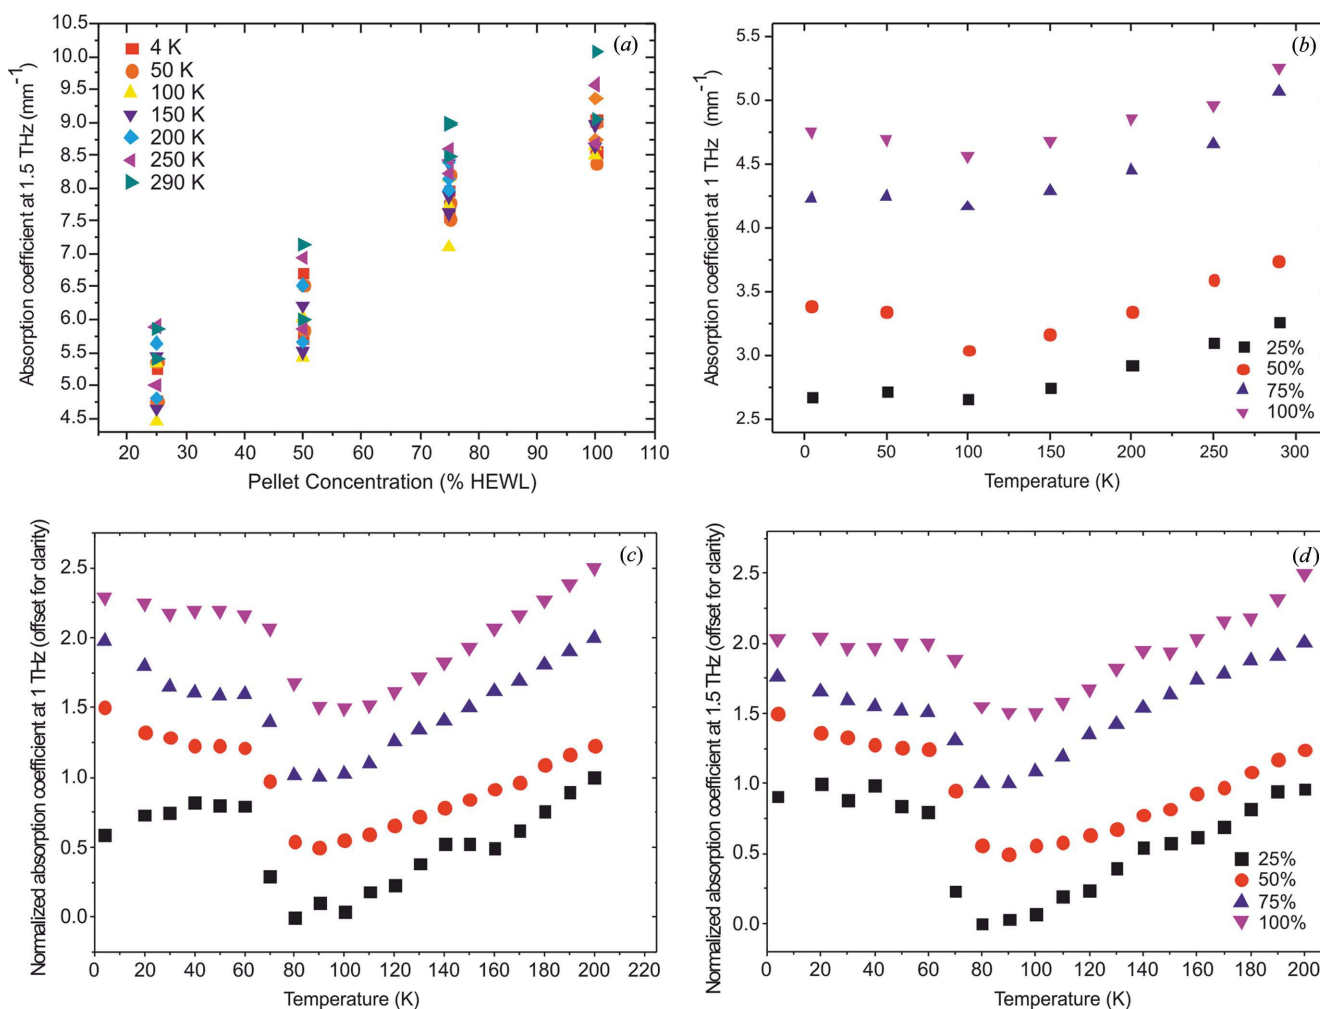 (a)
Absorption coefficient at 1.5 THz (mm⁻¹)
10.5
10.0
9.5
9.0
8.5
8.0
7.5
7.0
6.5
6.0
5.5
5.0
4.5
4 K
50 K
100 K
150 K
200 K
250 K
290 K
20 30 40 50 60 70 80 90 100 110
Pellet Concentration (% HEWL)
(b)
Absorption coefficient at 1 THz (mm⁻¹)
5.5
5.0
4.5
4.0
3.5
3.0
2.5
25%
50%
75%
100%
0 50 100 150 200 250 300
Temperature (K)
(c)
Normalized absorption coefficient at 1 THz (offset for clarity)
2.5
2.0
1.5
1.0
0.5
0.0
0 20 40 60 80 100 120 140 160 180 200 220
Temperature (K)
(d)
Normalized absorption coefficient at 1.5 THz (offset for clarity)
2.5
2.0
1.5
1.0
0.5
0.0
25%
50%
75%
100%
0 20 40 60 80 100 120 140 160 180 200
Temperature (K)